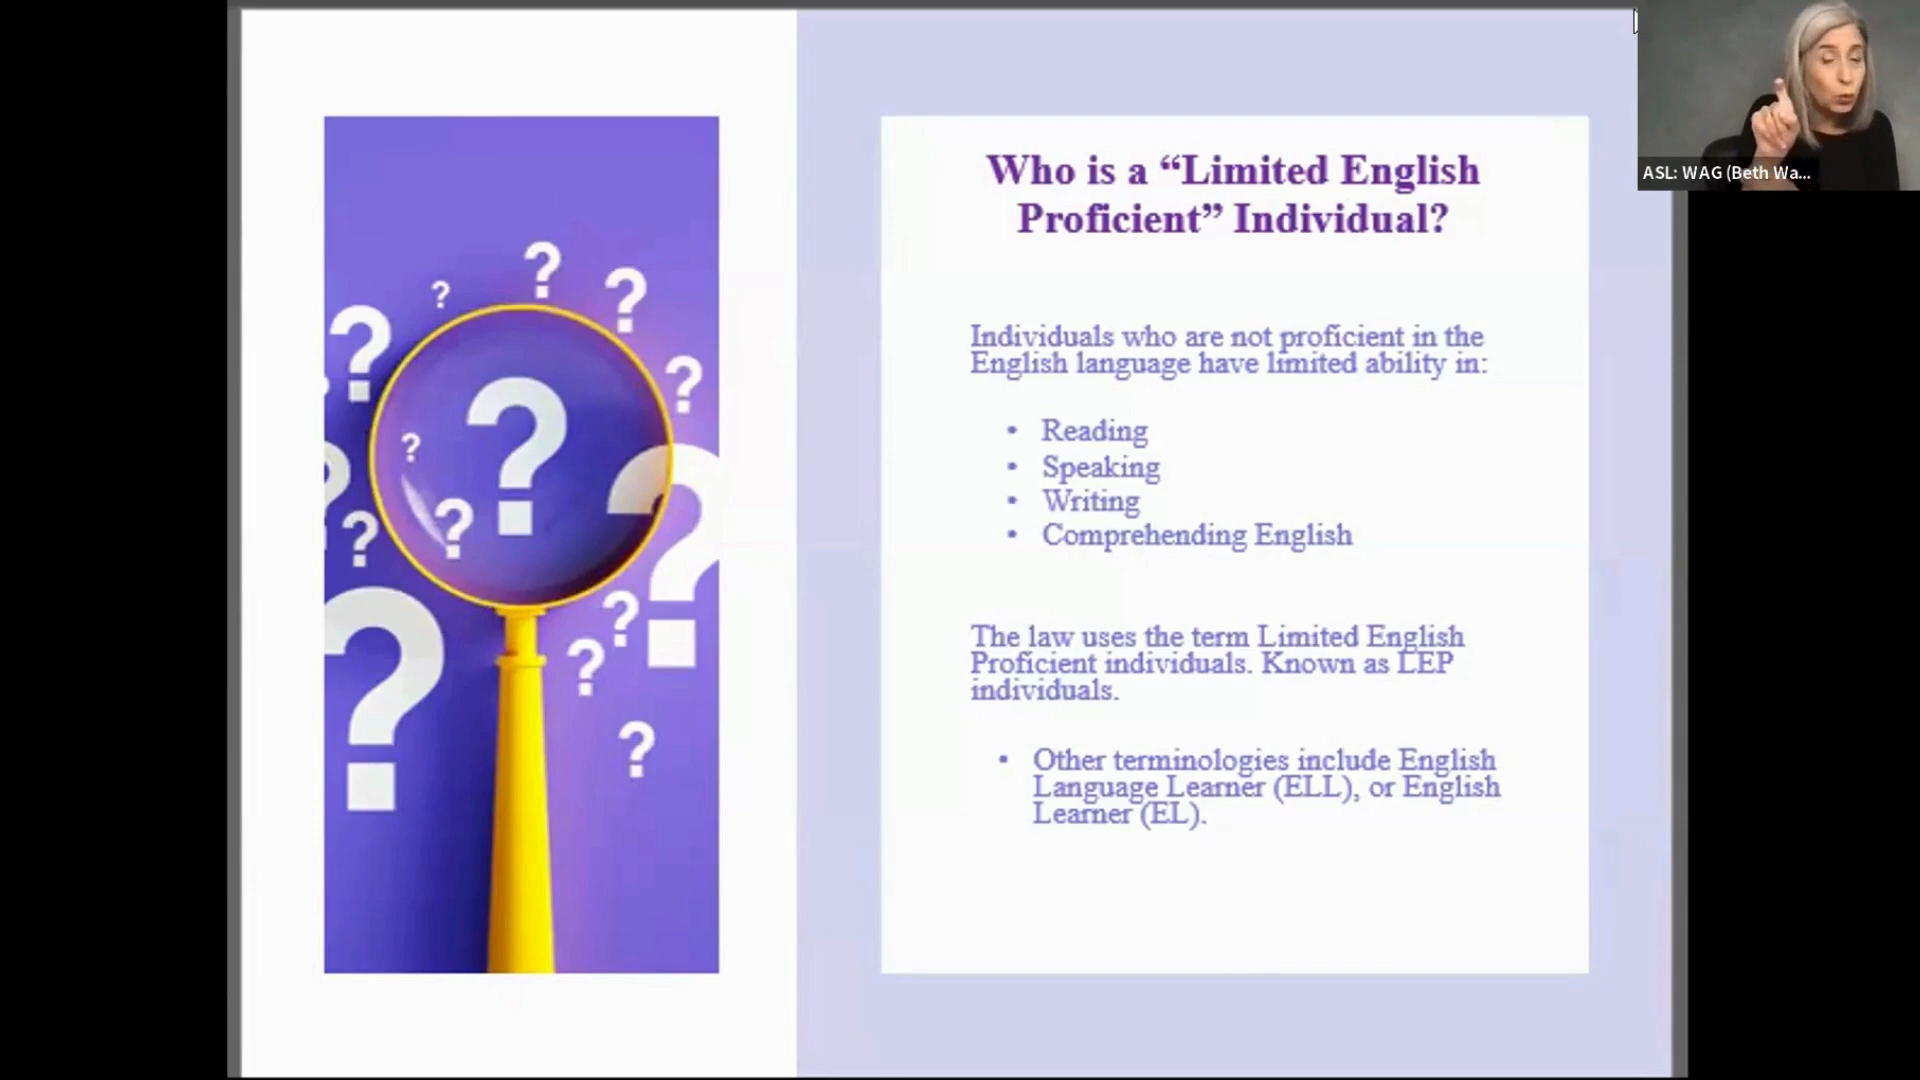 Who is a “Limited English
Proficient” Individual?
Individuals who are not proficient in the
English language have limited ability in:
• Reading
• Speaking
• Writing
• Comprehending English
The law uses the term Limited English
Proficient individuals. Known as LEP
individuals.
• Other terminologies include English
Language Learner (ELL), or English
Learner (EL).
ASL: WAG (Beth Wa...
? ? ? ? ? ? ? ? ? ? ? ? ? ? ? ?